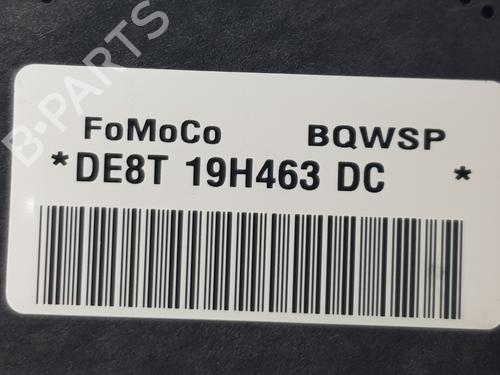 B-PARTS
FoMoCo BQWSP
*DE8T 19H463 DC *